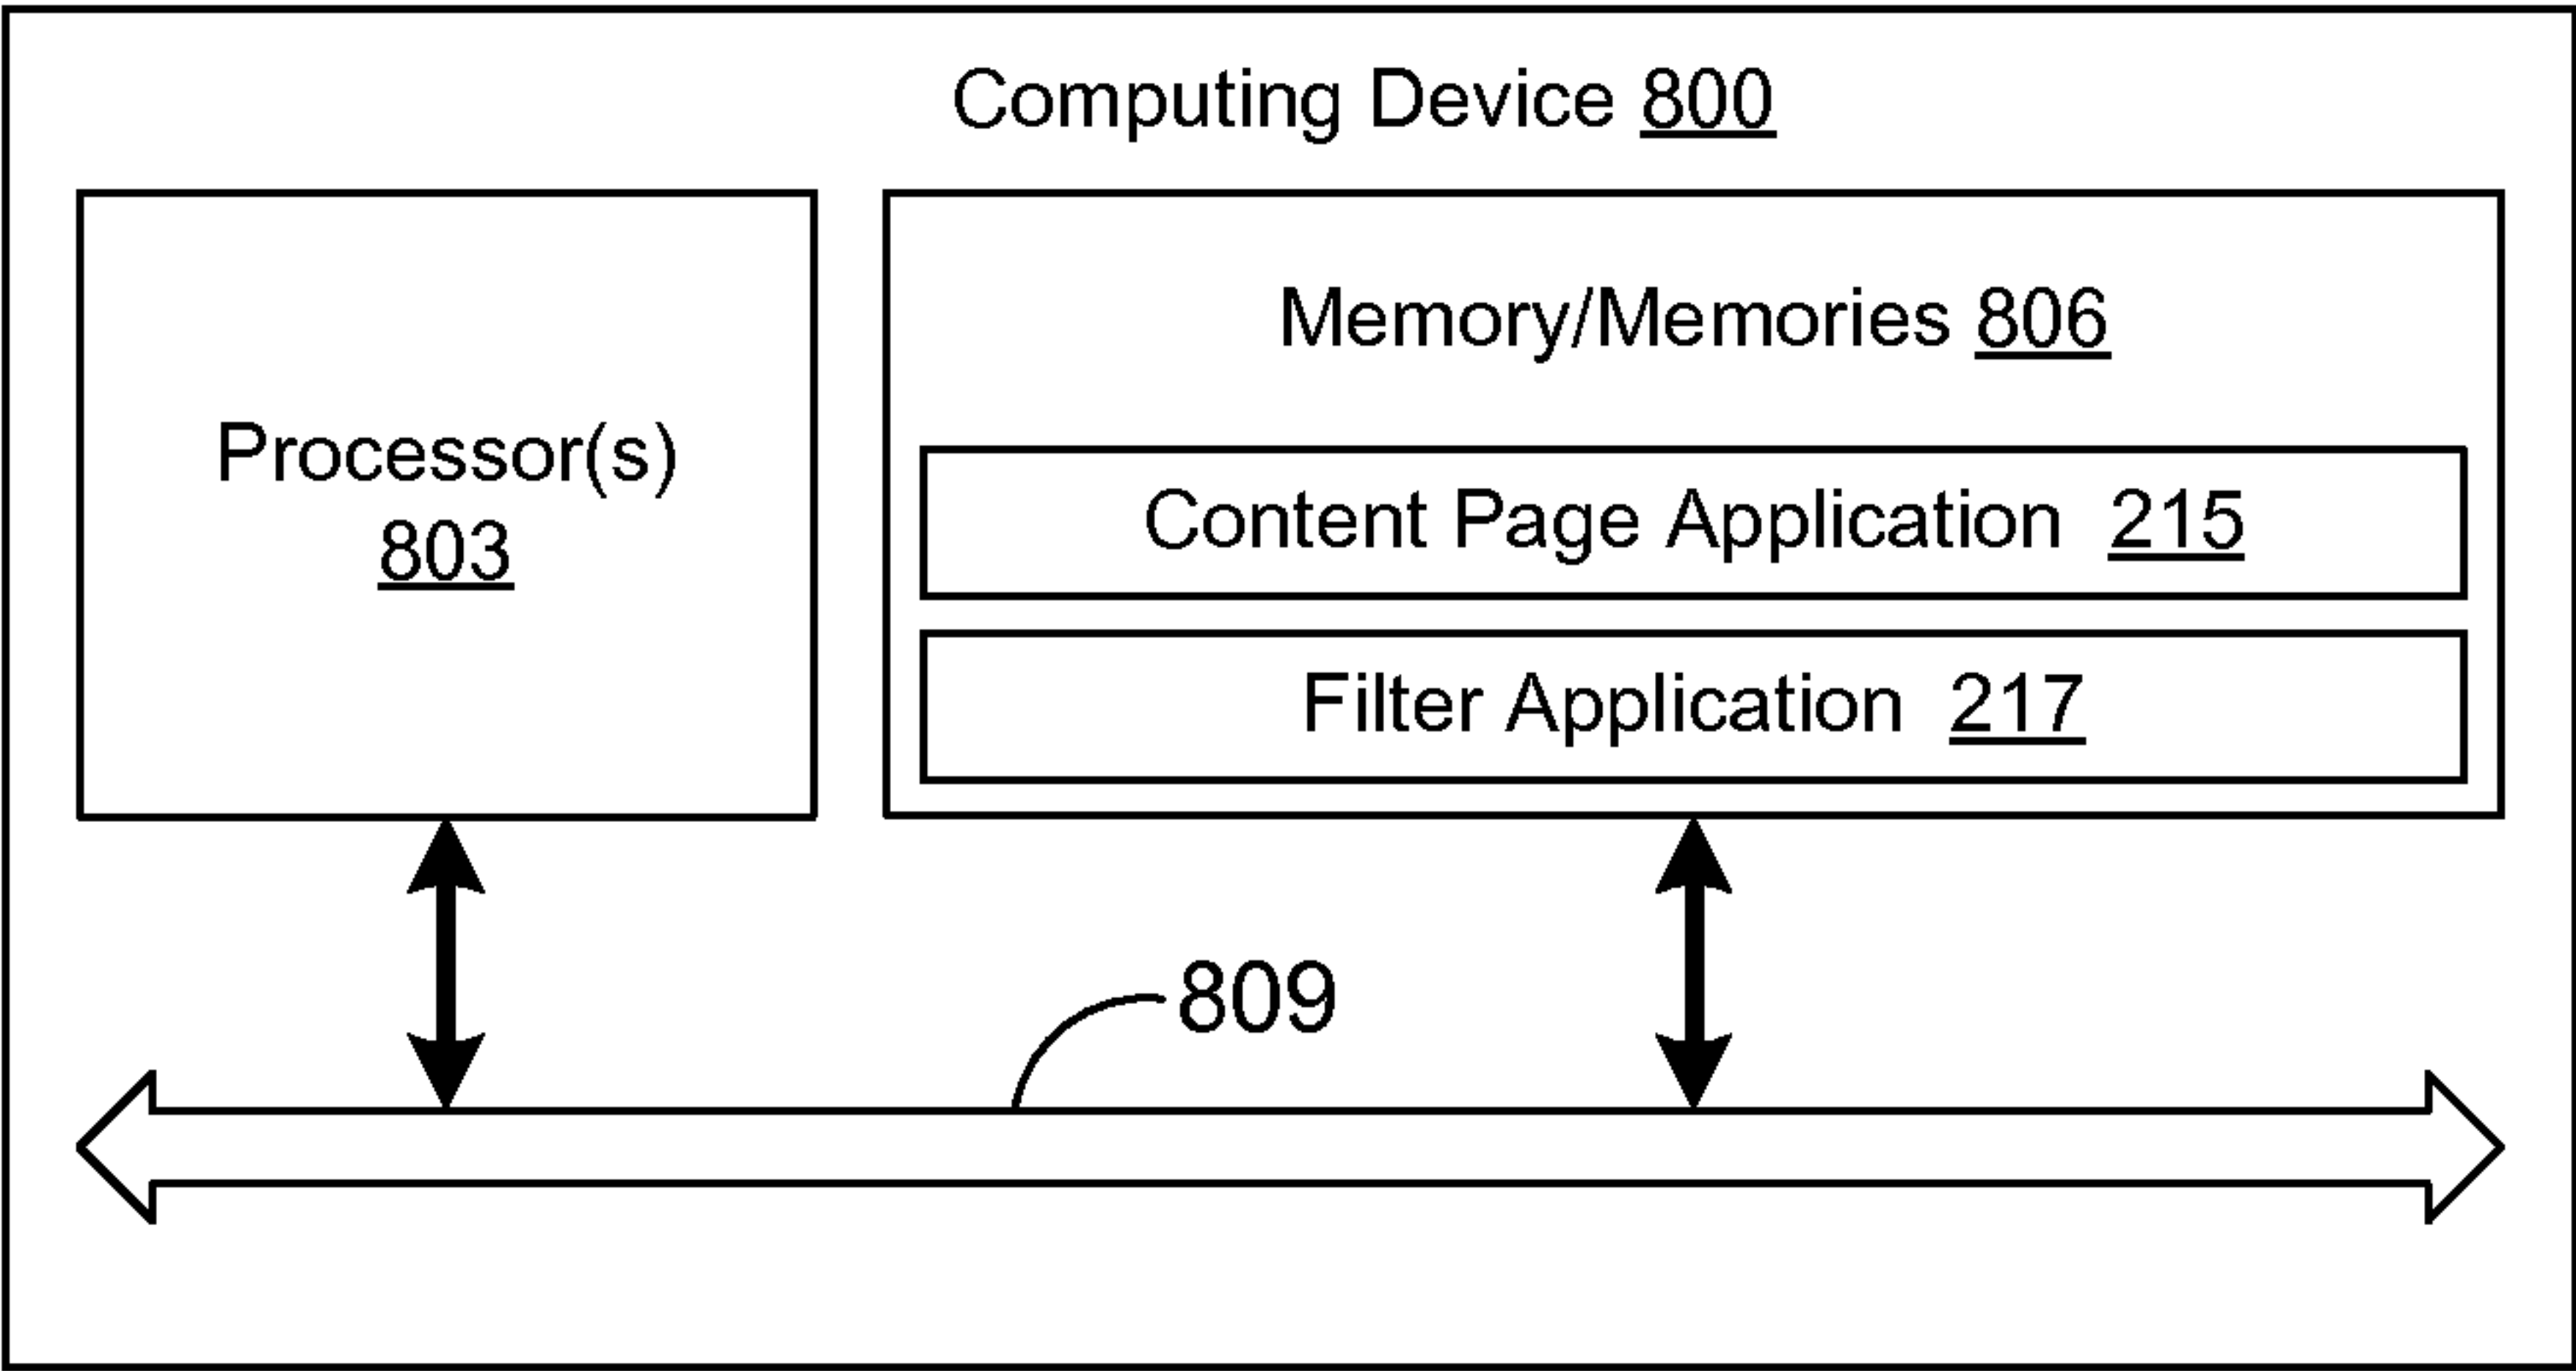 Computing Device 800
Processor(s)
803
Memory/Memories 806
Content Page Application 215
Filter Application 217
809